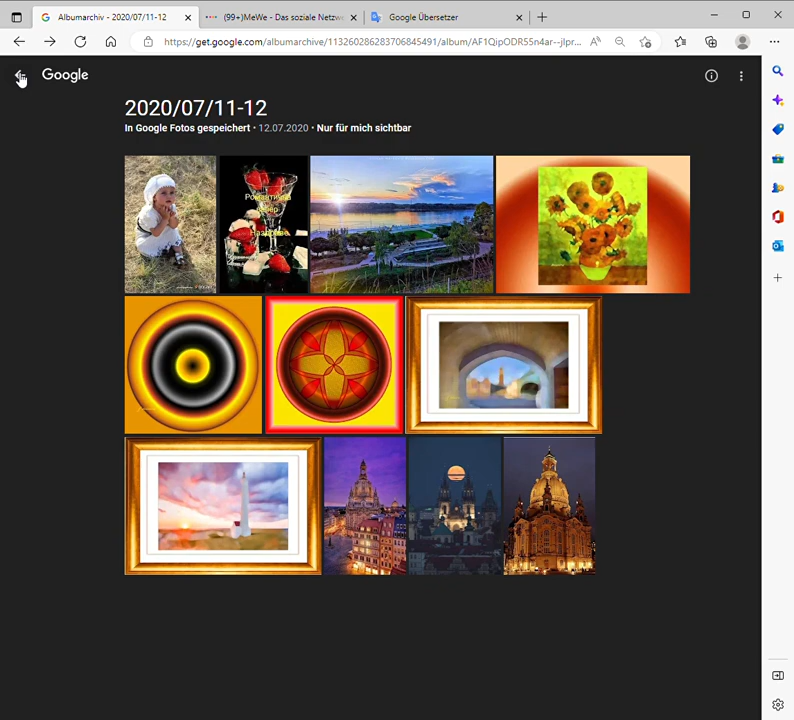 Albumarchiv - 2020/07/11-12
(99+)MeWe - Das soziale Netzwe
Google Übersetzer
https://get.google.com/albumarchive/113260286283706845491/album/AF1QipODR55n4ar--jlpr...
Google
2020/07/11-12
In Google Fotos gespeichert · 12.07.2020 · Nur für mich sichtbar